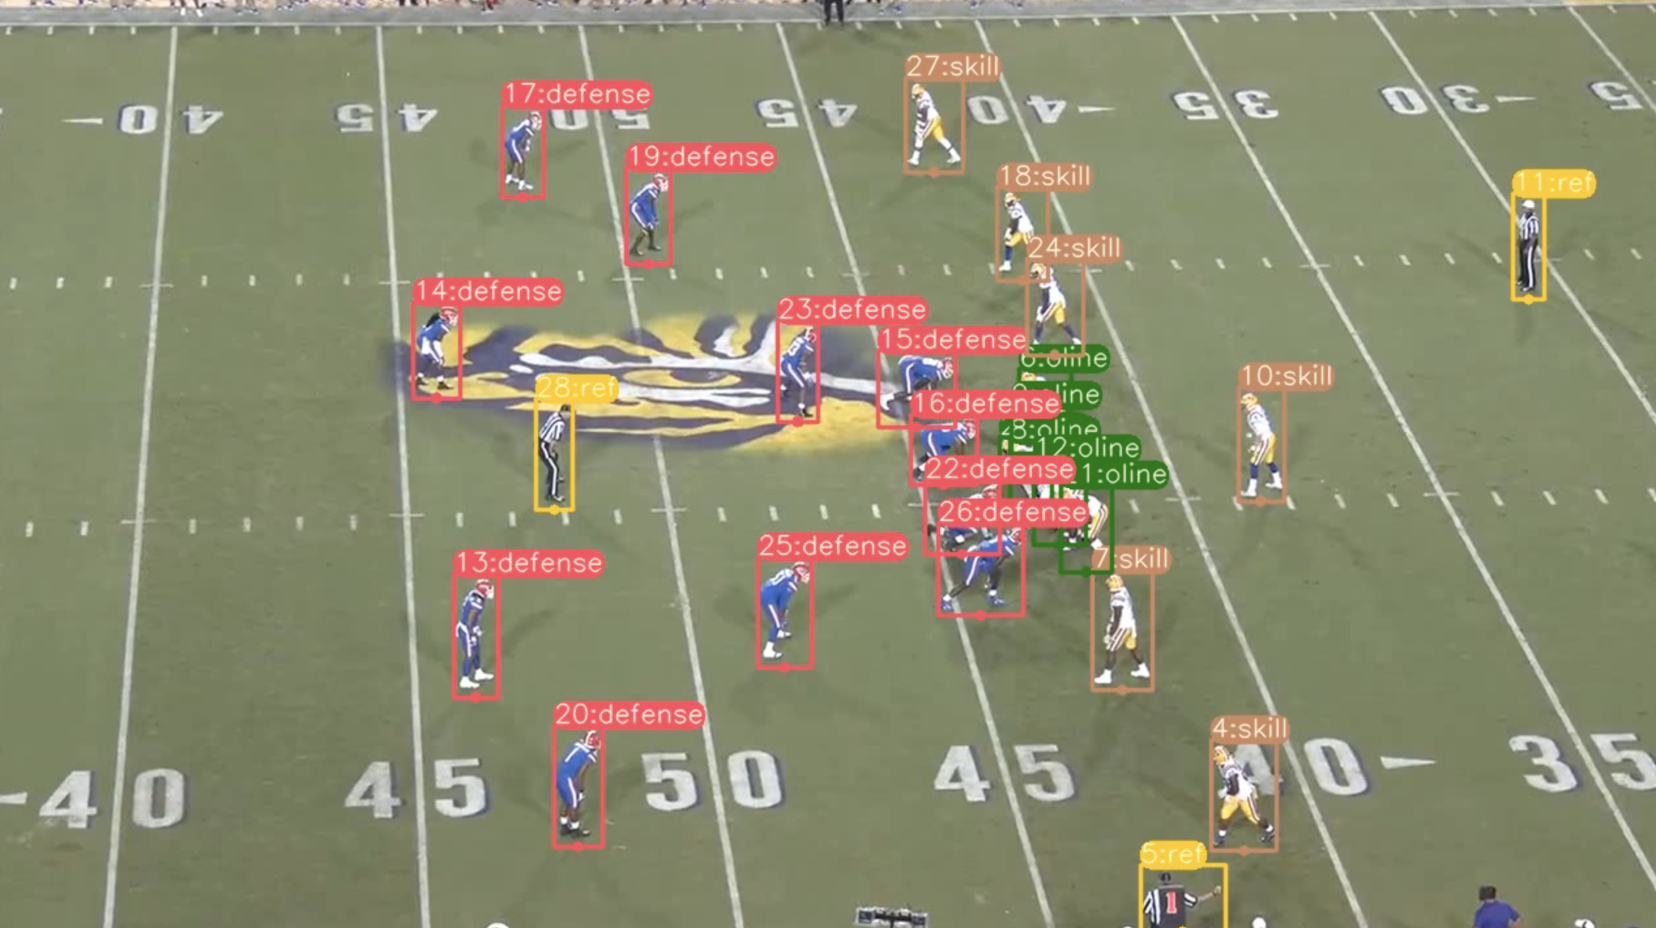 27:skill
17:defense
40
45
50
45
40
35
30
5
19:defense
18:skill
11:ref
24:skill
14:defense
23:defense
15:defense
6:oline
oline
10:skill
28:ref
16:defense
8:oline
12:oline
22:defense
1:oline
26:defense
25:defense
7:skill
13:defense
20:defense
4:skill
40
45
50
45
40
35
5:ref
1